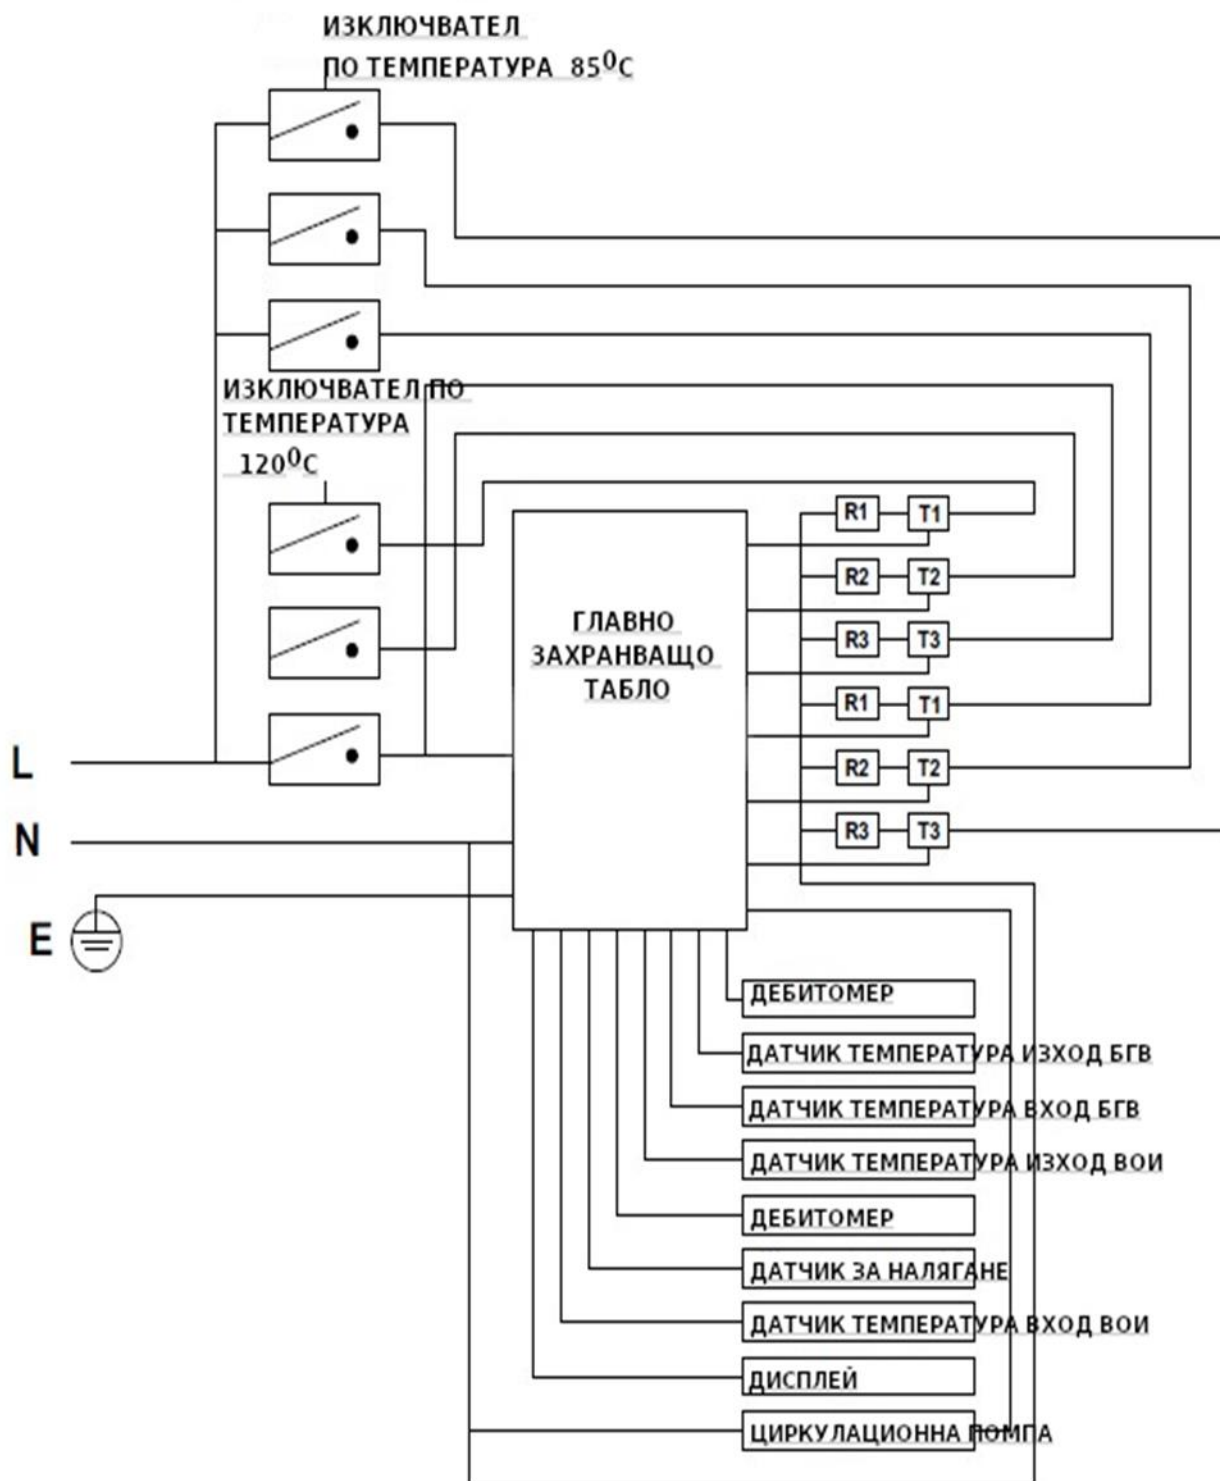 ИЗКЛЮЧВАТЕЛ
ПО ТЕМПЕРАТУРА 85⁰C
ИЗКЛЮЧВАТЕЛ ПО
ТЕМПЕРАТУРА
120⁰C
R1 T1
R2 T2
R3 T3
R1 T1
R2 T2
R3 T3
ГЛАВНО
ЗАХРАНВАЩО
ТАБЛО
L
N
E
ДЕБИТОМЕР
ДАТЧИК ТЕМПЕРАТУРА ИЗХОД БГВ
ДАТЧИК ТЕМПЕРАТУРА ВХОД БГВ
ДАТЧИК ТЕМПЕРАТУРА ИЗХОД ВОИ
ДЕБИТОМЕР
ДАТЧИК ЗА НАЛЯГАНЕ
ДАТЧИК ТЕМПЕРАТУРА ВХОД ВОИ
ДИСПЛЕЙ
ЦИРКУЛАЦИОННА ПОМПА